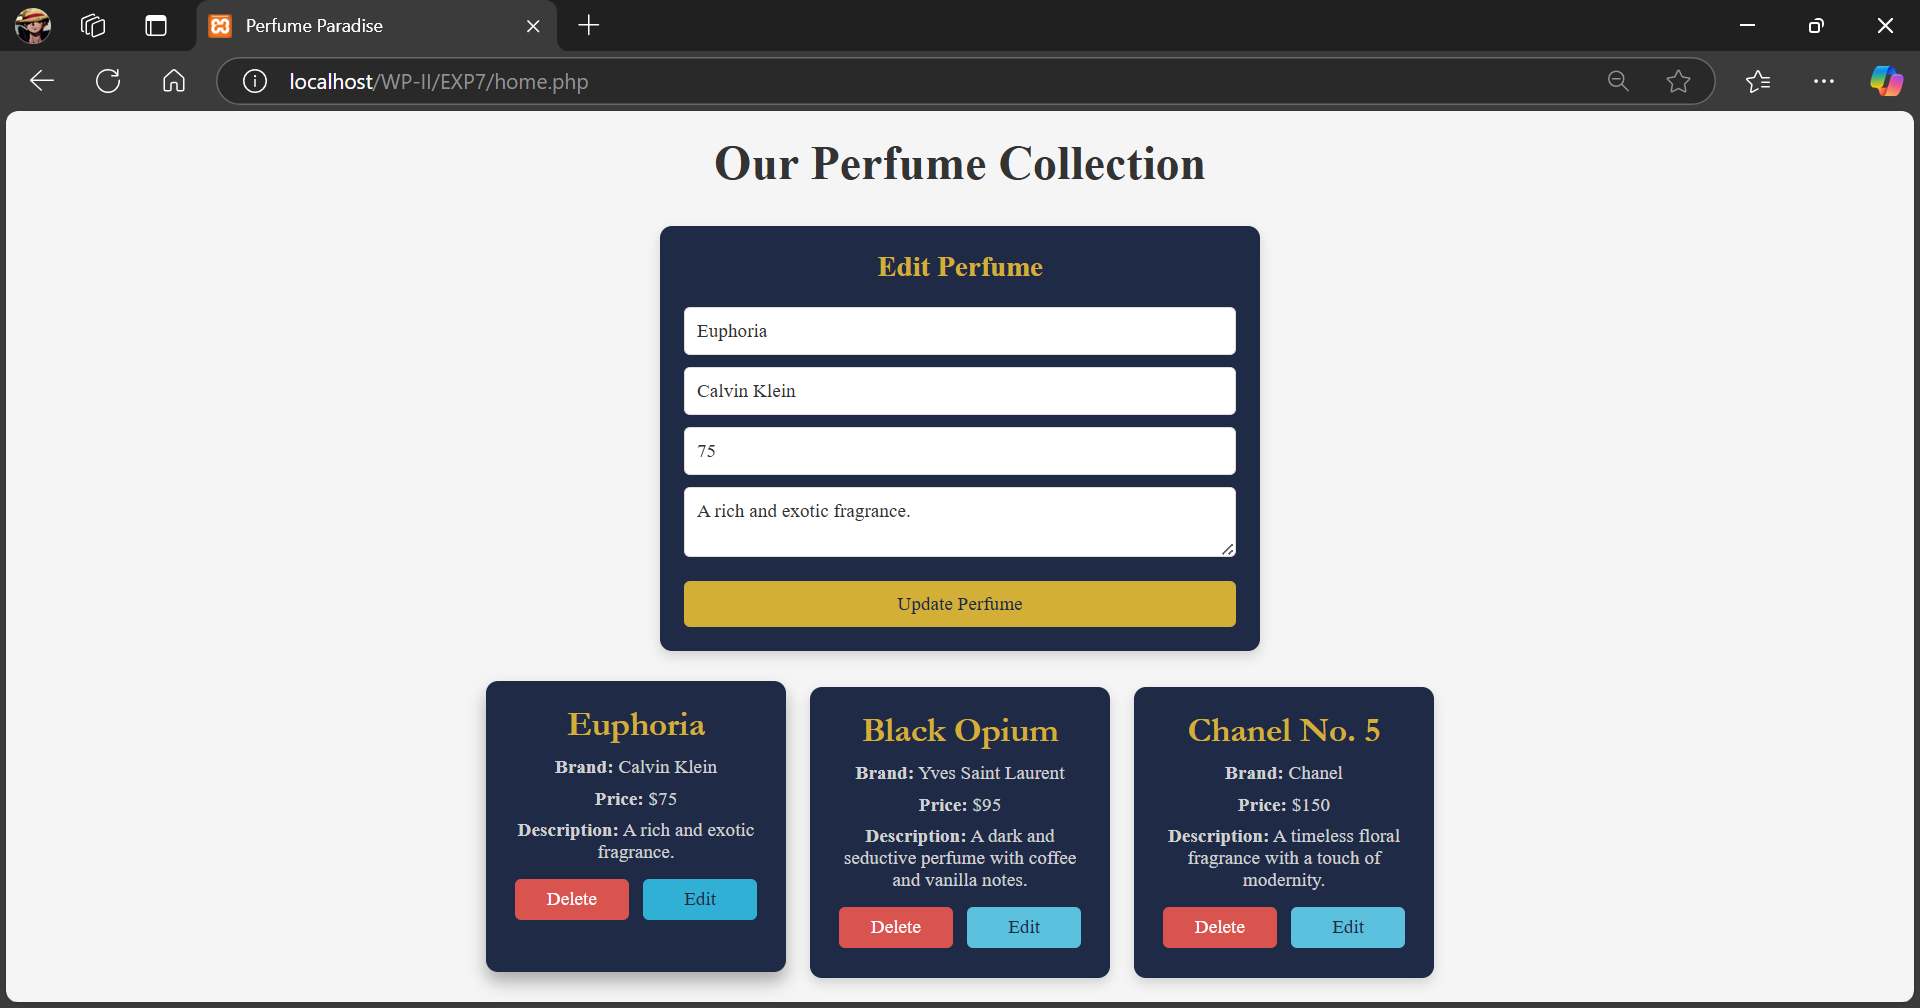 Perfume Paradise
localhost/WP-II/EXP7/home.php
Our Perfume Collection
Edit Perfume
Euphoria
Calvin Klein
75
A rich and exotic fragrance.
Update Perfume
Euphoria
Brand: Calvin Klein
Price: $75
Description: A rich and exotic
fragrance.
Delete Edit
Black Opium
Brand: Yves Saint Laurent
Price: $95
Description: A dark and
seductive perfume with coffee
and vanilla notes.
Delete Edit
Chanel No. 5
Brand: Chanel
Price: $150
Description: A timeless floral
fragrance with a touch of
modernity.
Delete Edit